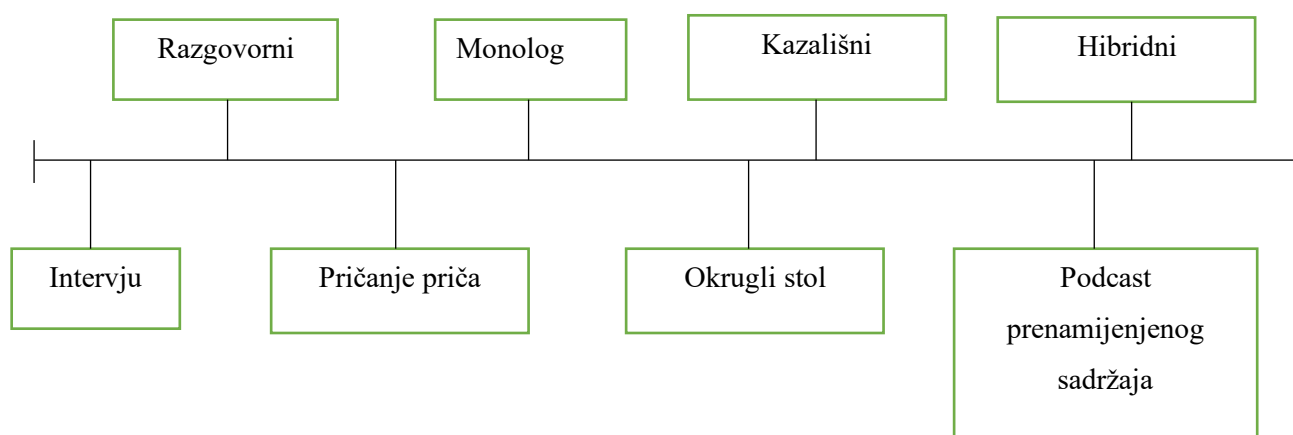 Razgovorni
Monolog
Kazališni
Hibridni
Intervju
Pričanje priča
Okrugli stol
Podcast
prenamijenjenog
sadržaja